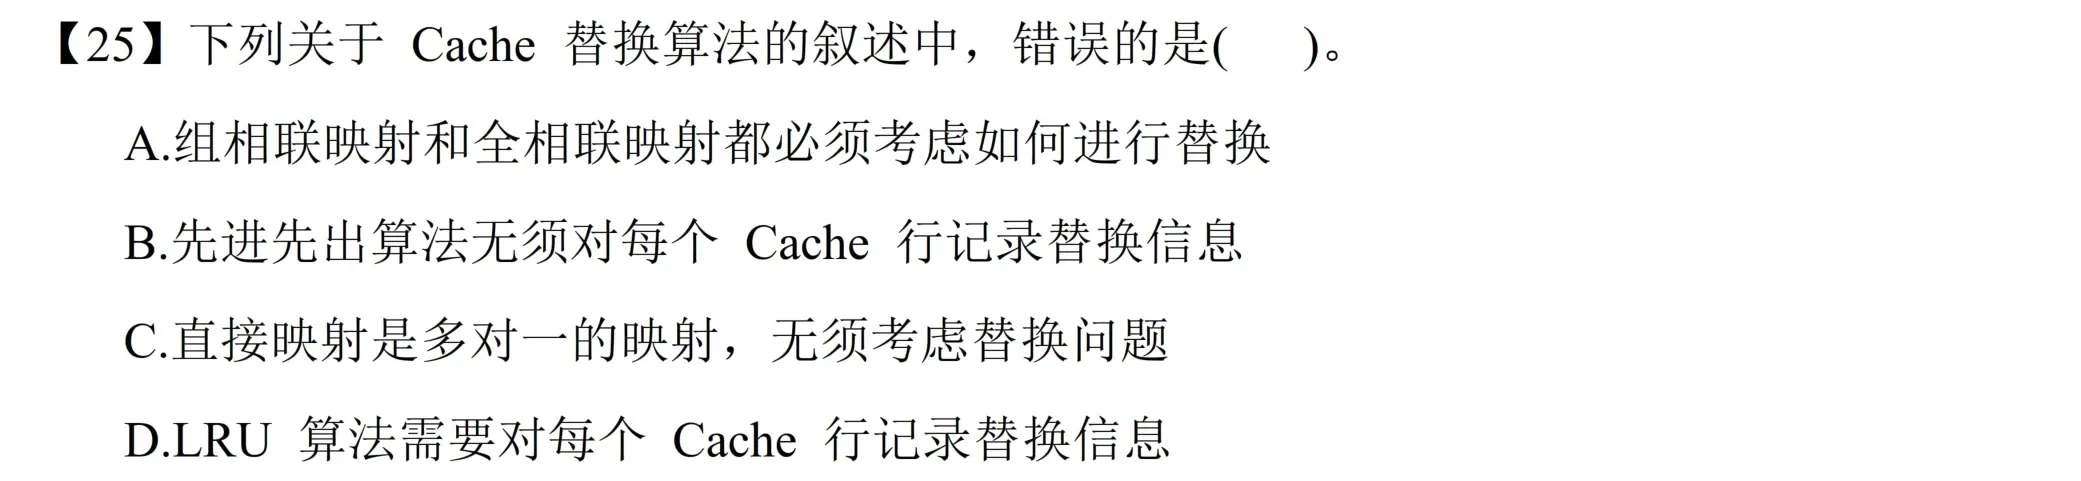 【25】下列关于 Cache 替换算法的叙述中，错误的是(    )。
A.组相联映射和全相联映射都必须考虑如何进行替换
B.先进先出算法无须对每个 Cache 行记录替换信息
C.直接映射是多对一的映射，无须考虑替换问题
D.LRU 算法需要对每个 Cache 行记录替换信息